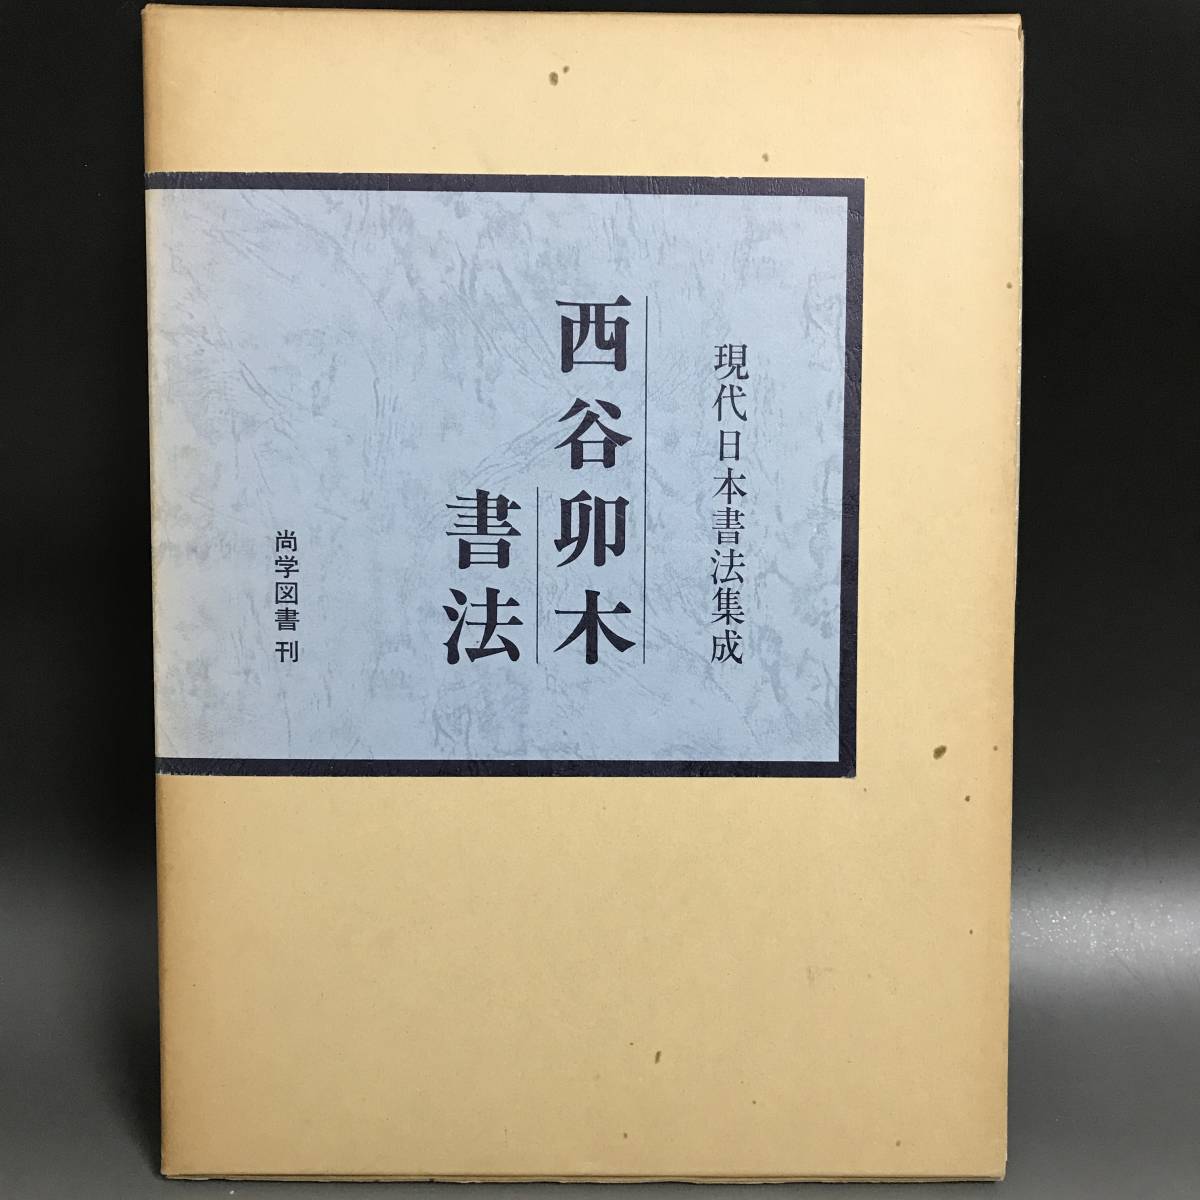 現代日本書法集成
西谷卯木
書法
尚学図書 刊